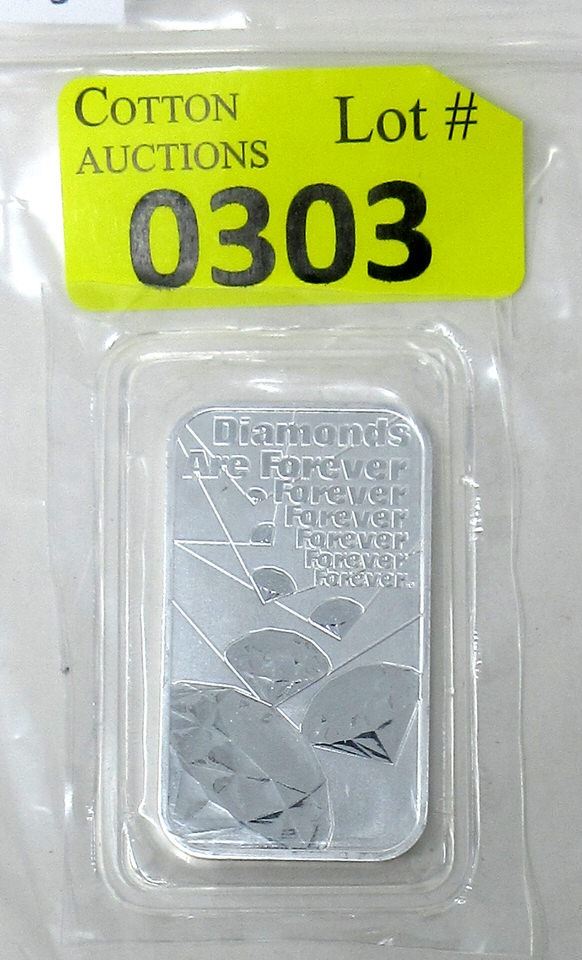 COTTON
AUCTIONS
Lot #
0303
Diamonds
Are Forever
Forever
Forever
Forever
Forever
Forever.